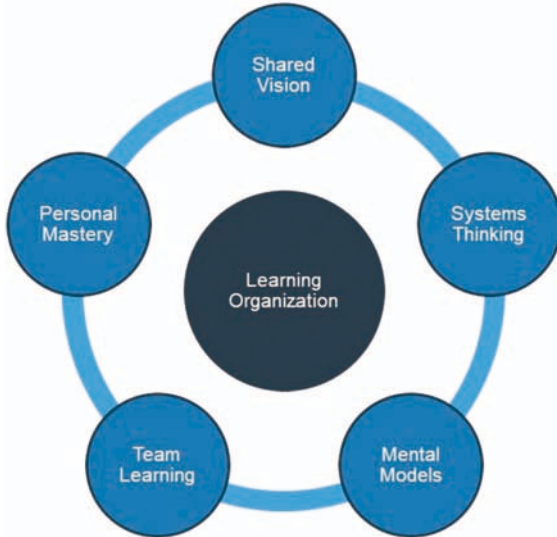 Shared
Vision
Personal
Mastery
Systems
Thinking
Learning
Organization
Team
Learning
Mental
Models